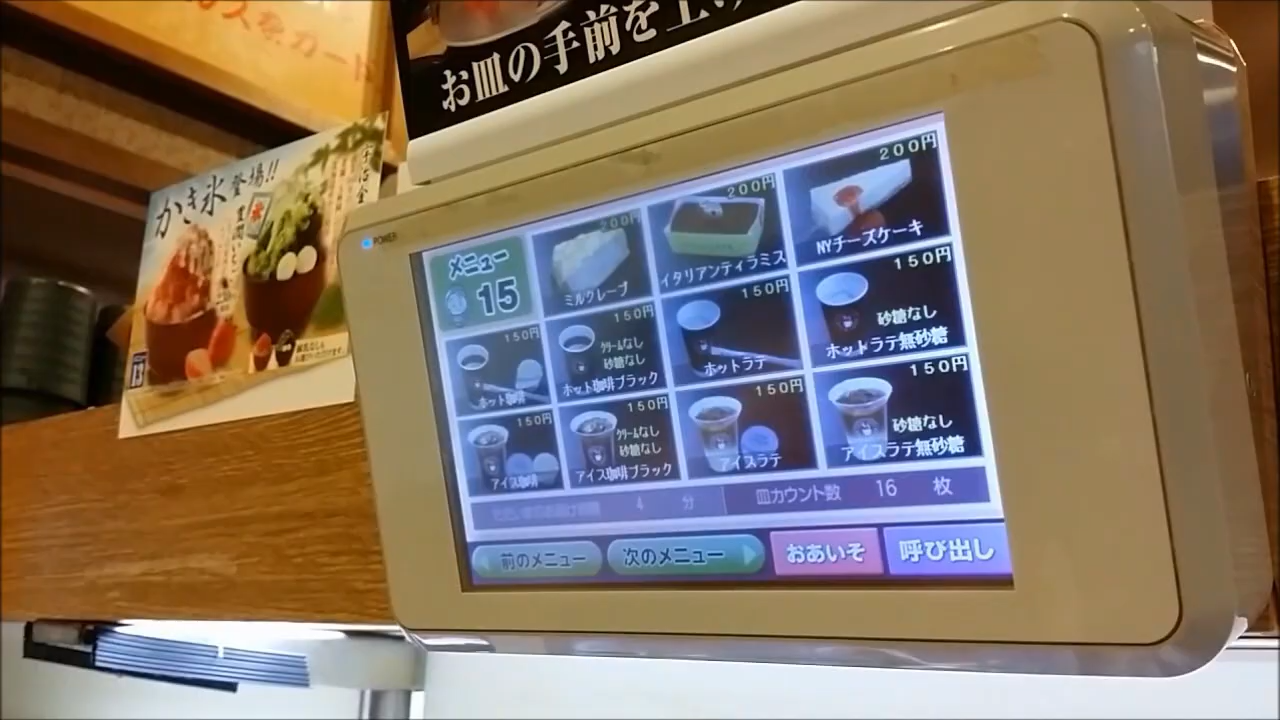 お皿の手前を上
かき氷 登場!!
13
POWER
メニュー
15
200円
ミルクレープ
200円
イタリアンティラミス
200円
NYチーズケーキ
150円
ホット珈琲
150円
クリームなし
砂糖なし
ホット珈琲ブラック
150円
ホットラテ
150円
砂糖なし
ホットラテ無砂糖
150円
アイス珈琲
150円
クリームなし
砂糖なし
アイス珈琲ブラック
150円
アイスラテ
150円
砂糖なし
アイスラテ無砂糖
4 分
皿カウント数 16 枚
前のメニュー
次のメニュー
おあいそ
呼び出し